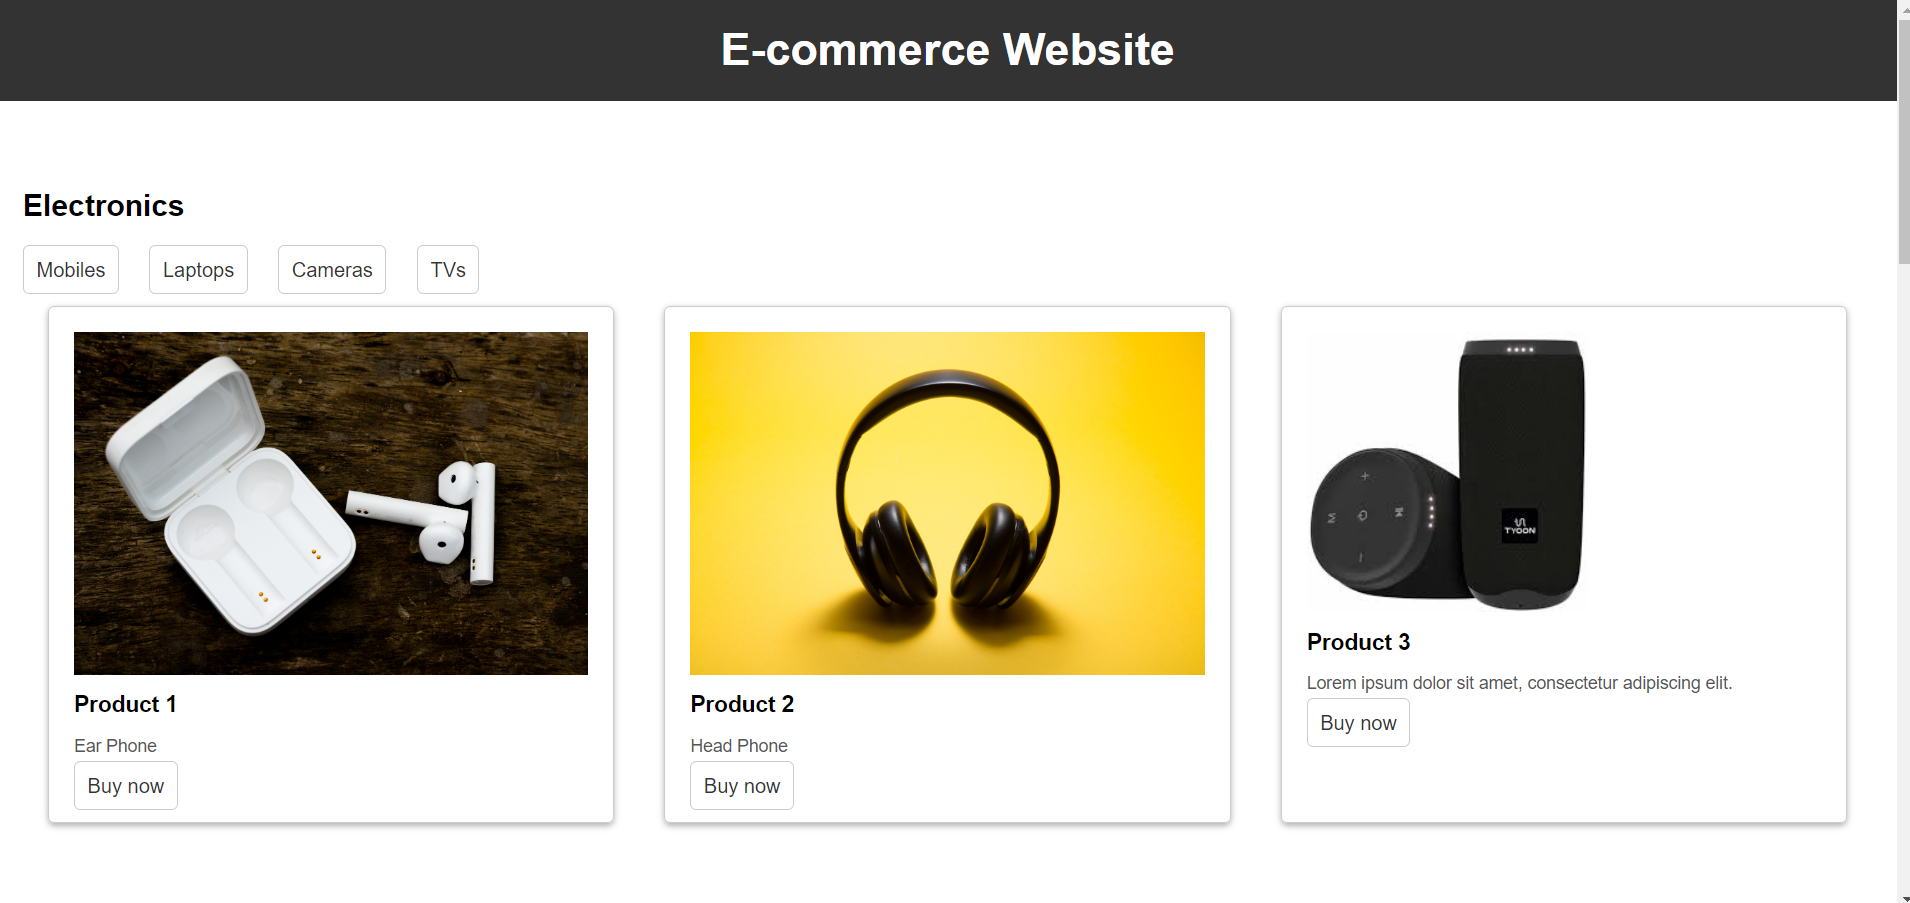 E-commerce Website
Electronics
Mobiles
Laptops
Cameras
TVs
M
TYOON
Product 1
Ear Phone
Buy now
Product 2
Head Phone
Buy now
Product 3
Lorem ipsum dolor sit amet, consectetur adipiscing elit.
Buy now